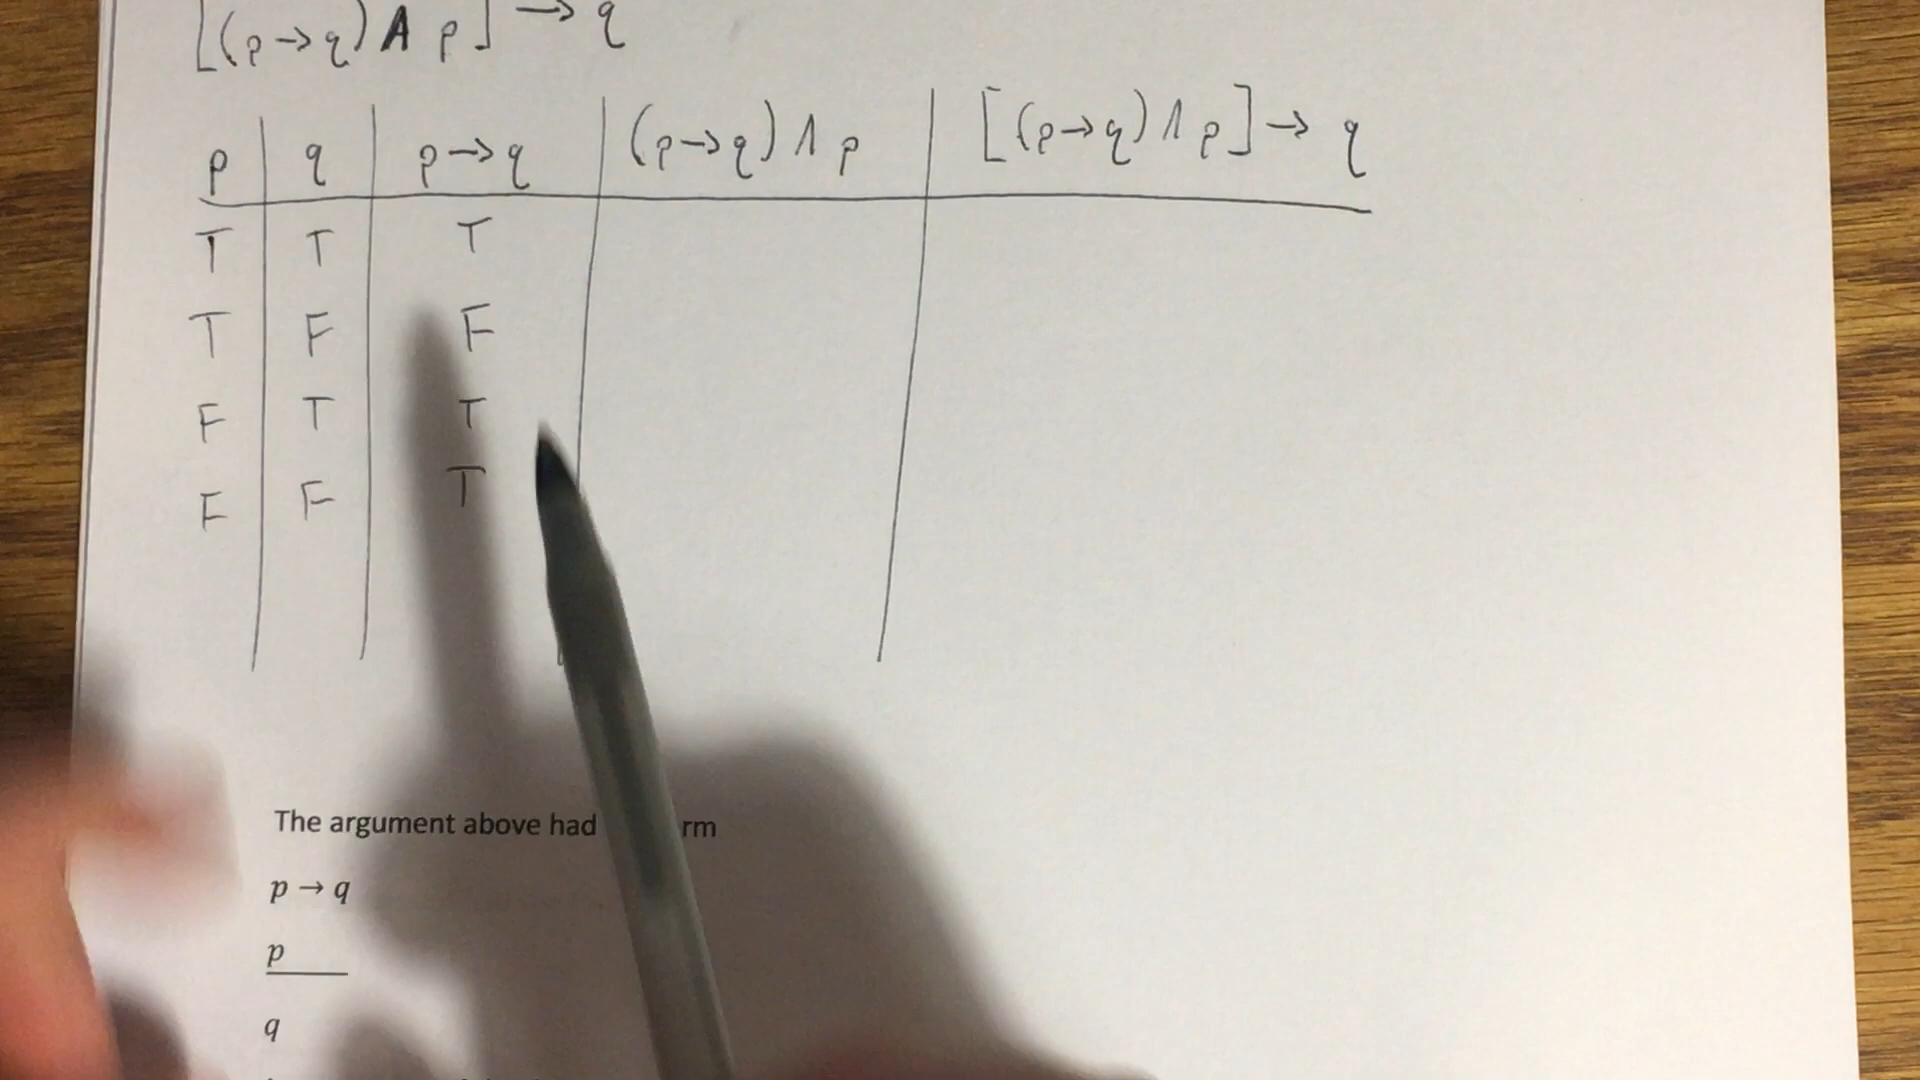 [(p→q) ∧ p] → q
p q p→q (p→q) ∧ p [(p→q) ∧ p] → q
T T T
T F F
F T T
F F T
The argument above had rm
p → q
p
q